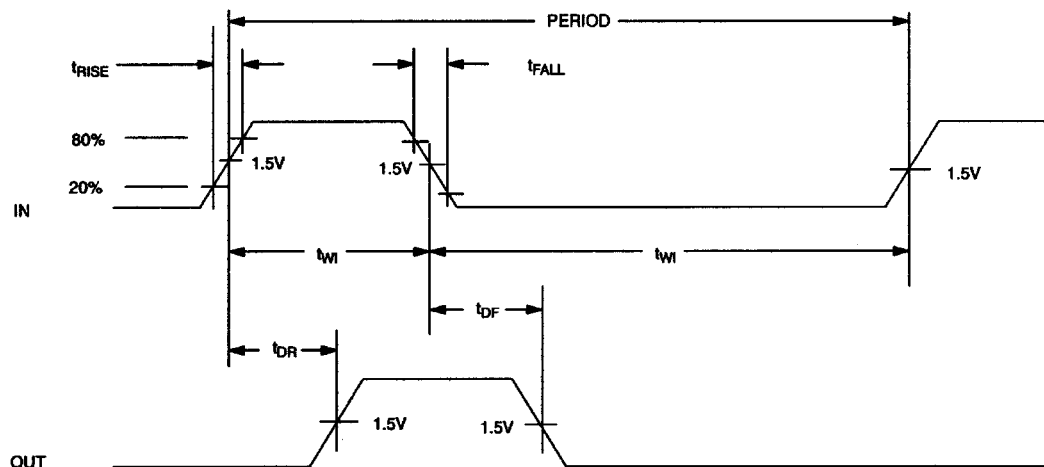 PERIOD
tRISE
tFALL
80%
1.5V
1.5V
20%
1.5V
IN
tWI
tWI
tDF
tDR
1.5V
1.5V
OUT